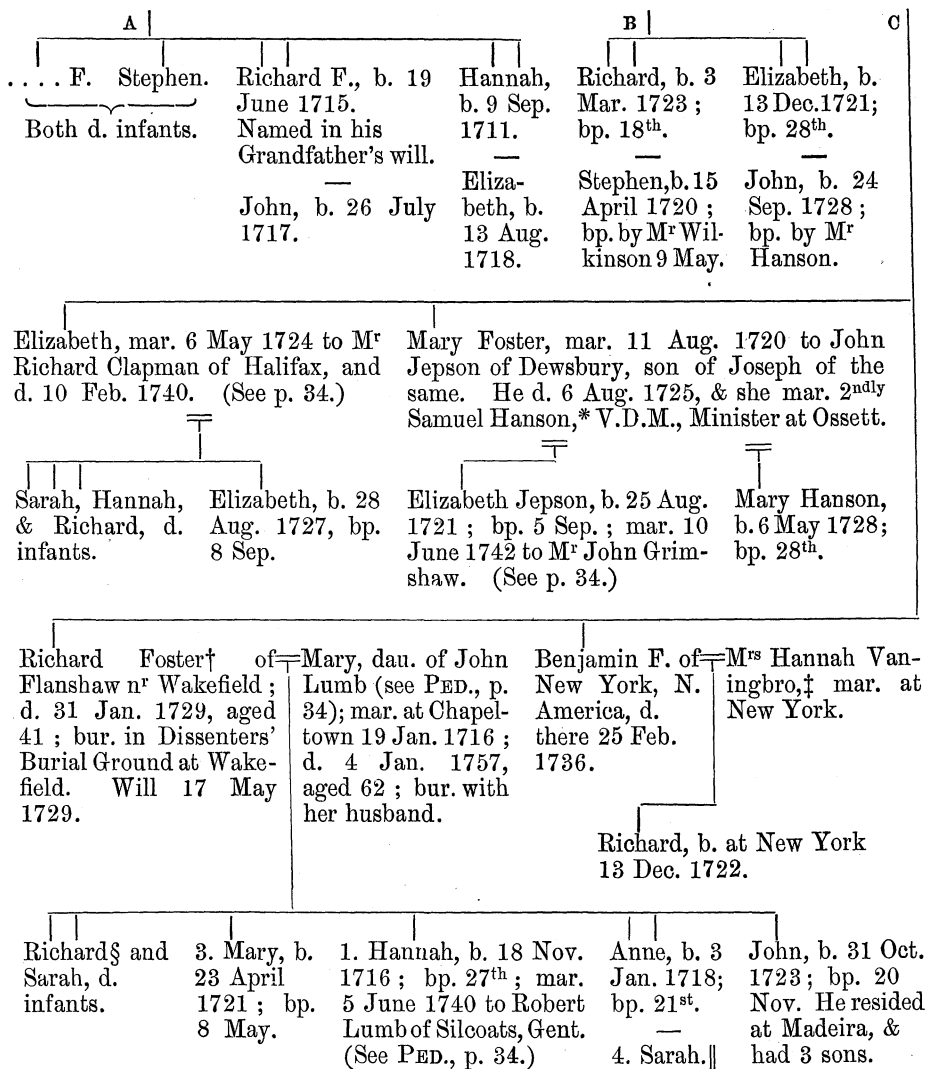 A B C
.... F. Stephen.
Both d. infants.
Richard F., b. 19
June 1715.
Named in his
Grandfather's will.
—
John, b. 26 July
1717.
Hannah,
b. 9 Sep.
1711.
—
Eliza-
beth, b.
13 Aug.
1718.
Richard, b. 3
Mar. 1723 ;
bp. 18th.
—
Stephen, b. 15
April 1720 ;
bp. by Mr Wil-
kinson 9 May.
Elizabeth, b.
13 Dec. 1721;
bp. 28th.
—
John, b. 24
Sep. 1728 ;
bp. by Mr
Hanson.
Elizabeth, mar. 6 May 1724 to Mr
Richard Clapman of Halifax, and
d. 10 Feb. 1740. (See p. 34.)
Mary Foster, mar. 11 Aug. 1720 to John
Jepson of Dewsbury, son of Joseph of the
same. He d. 6 Aug. 1725, & she mar. 2ndly
Samuel Hanson,* V.D.M., Minister at Ossett.
Sarah, Hannah,
& Richard, d.
infants.
Elizabeth, b. 28
Aug. 1727, bp.
8 Sep.
Elizabeth Jepson, b. 25 Aug.
1721 ; bp. 5 Sep. ; mar. 10
June 1742 to Mr John Grim-
shaw. (See p. 34.)
Mary Hanson,
b. 6 May 1728;
bp. 28th.
Richard Foster† of
Flanshaw nr Wakefield ;
d. 31 Jan. 1729, aged
41 ; bur. in Dissenters'
Burial Ground at Wake-
field. Will 17 May
1729.
Mary, dau. of John
Lumb (see PED., p.
34); mar. at Chapel-
town 19 Jan. 1716 ;
d. 4 Jan. 1757,
aged 62 ; bur. with
her husband.
Benjamin F. of
New York, N.
America, d.
there 25 Feb.
1736.
Mrs Hannah Van-
ingbro,‡ mar. at
New York.
Richard, b. at New York
13 Dec. 1722.
Richard§ and
Sarah, d.
infants.
3. Mary, b.
23 April
1721 ; bp.
8 May.
1. Hannah, b. 18 Nov.
1716 ; bp. 27th ; mar.
5 June 1740 to Robert
Lumb of Silcoats, Gent.
(See PED., p. 34.)
Anne, b. 3
Jan. 1718;
bp. 21st.
—
4. Sarah.‖
John, b. 31 Oct.
1723 ; bp. 20
Nov. He resided
at Madeira, &
had 3 sons.